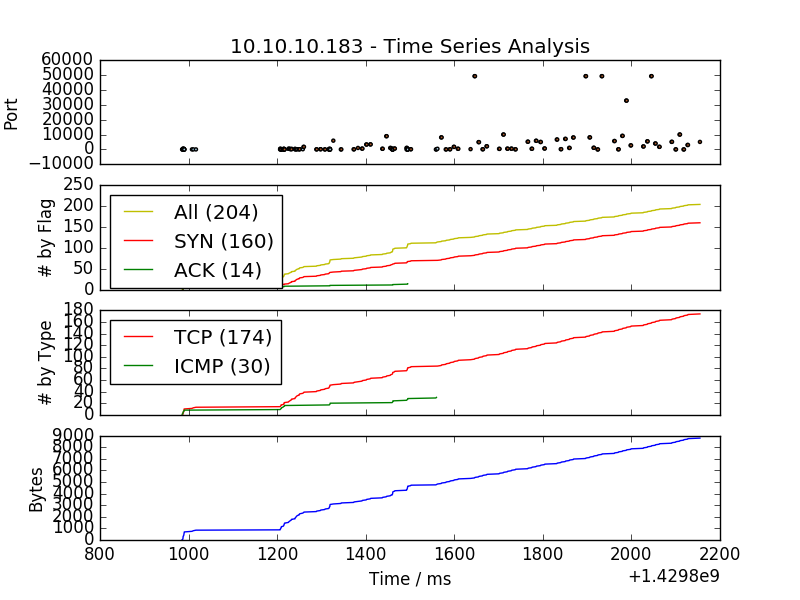 10.10.10.183 - Time Series Analysis
Port
60000
50000
40000
30000
20000
10000
0
−10000
# by Flag
250
200
150
100
50
0
All (204)
SYN (160)
ACK (14)
# by Type
180
160
140
120
100
80
60
40
20
0
TCP (174)
ICMP (30)
Bytes
9000
8000
7000
6000
5000
4000
3000
2000
1000
0
800 1000 1200 1400 1600 1800 2000 2200
Time / ms
+1.4298e9